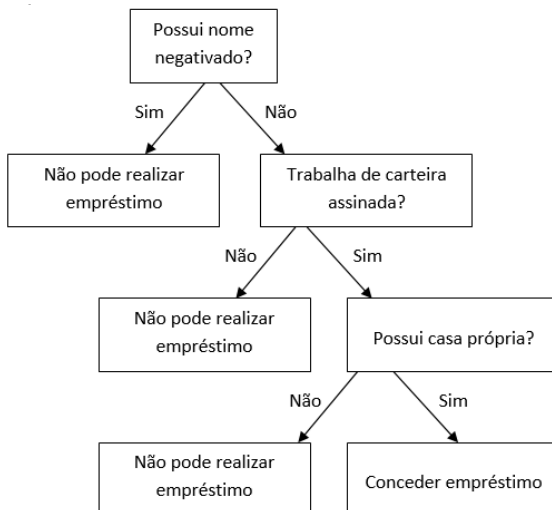 Possui nome
negativado?
Sim
Não
Não pode realizar
empréstimo
Trabalha de carteira
assinada?
Não
Sim
Não pode realizar
empréstimo
Possui casa própria?
Não
Sim
Não pode realizar
empréstimo
Conceder empréstimo